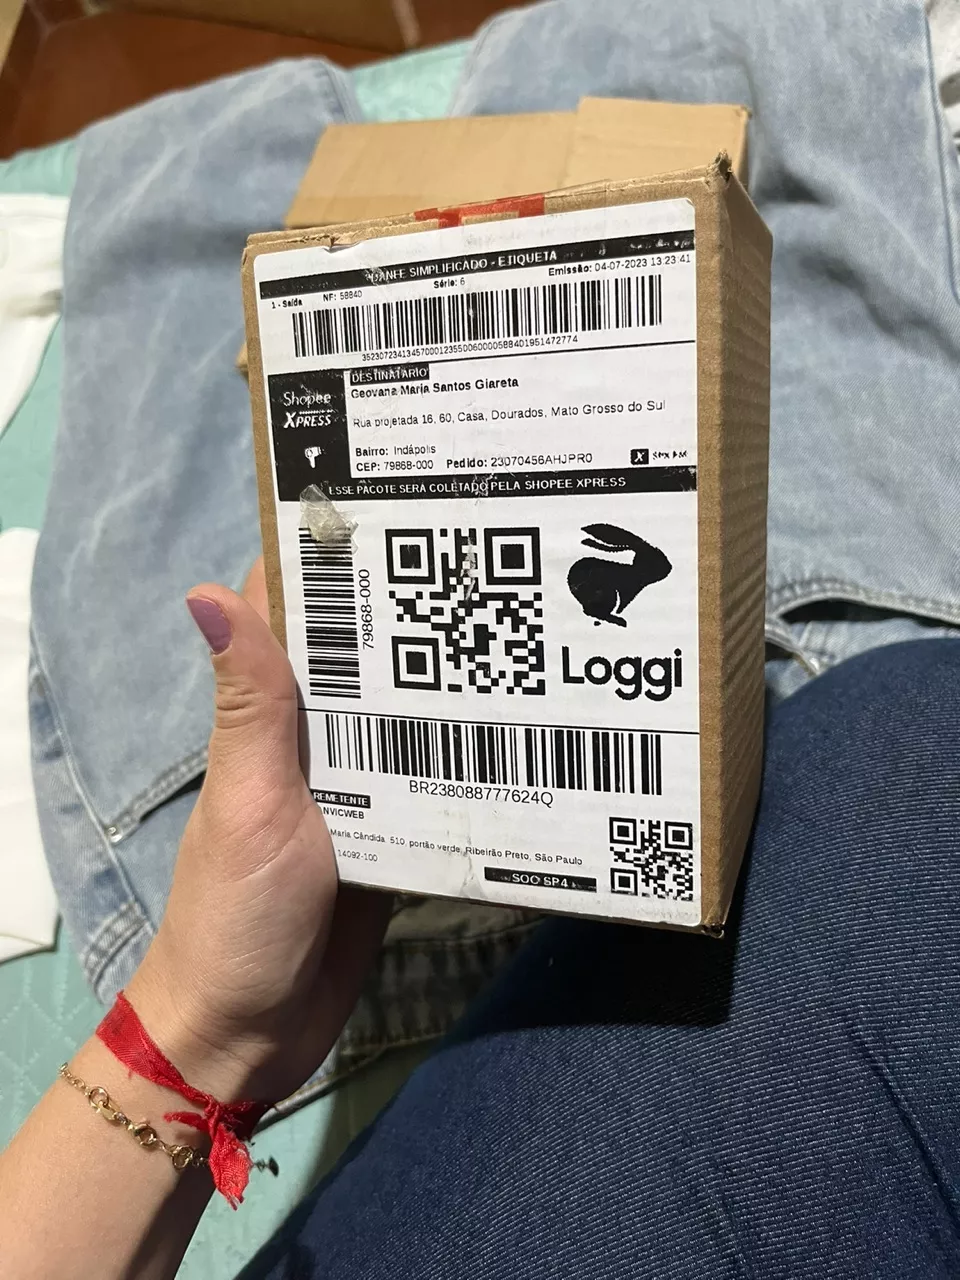 DANFE SIMPLIFICADO - ETIQUETA
1 - Saída NF: 58840 Série: 6 Emissão: 04-07-2023 13:23:41
35230723413457000123550060000588401951472774
DESTINATÁRIO
Geovana Maria Santos Giareta
Shopee
XPRESS
Rua projetada 16, 60, Casa, Dourados, Mato Grosso do Sul
Bairro: Indápolis
CEP: 79868-000 Pedido: 23070456AHJPR0
ESSE PACOTE SERÁ COLETADO PELA SHOPEE XPRESS
79868-000
Loggi
BR238088777624Q
REMETENTE
NVICWEB
Maria Cândida, 510, portão verde, Ribeirão Preto, São Paulo
14092-100
SOC SP4